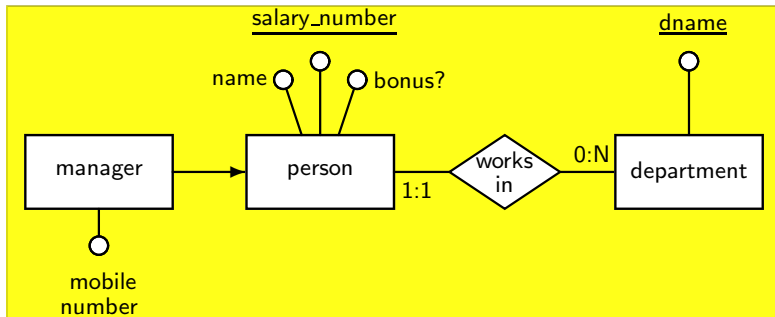 salary_number
dname
name
bonus?
manager
person
works
in
0:N
department
1:1
mobile
number